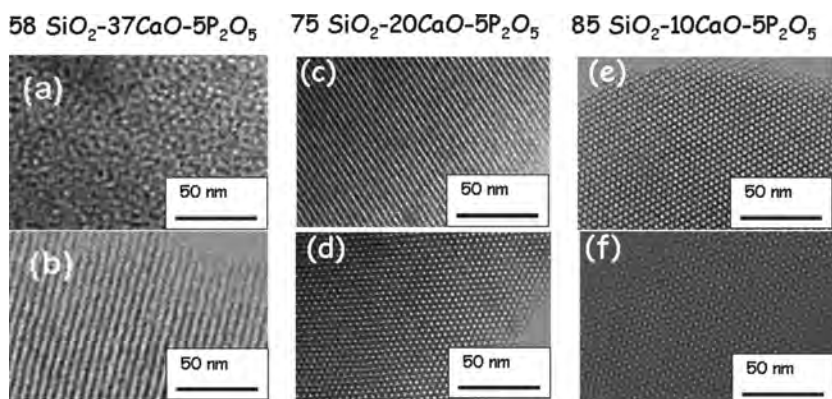 58 SiO₂-37CaO-5P₂O₅ 75 SiO₂-20CaO-5P₂O₅ 85 SiO₂-10CaO-5P₂O₅
(a) (c) (e)
50 nm 50 nm 50 nm
(b) (d) (f)
50 nm 50 nm 50 nm